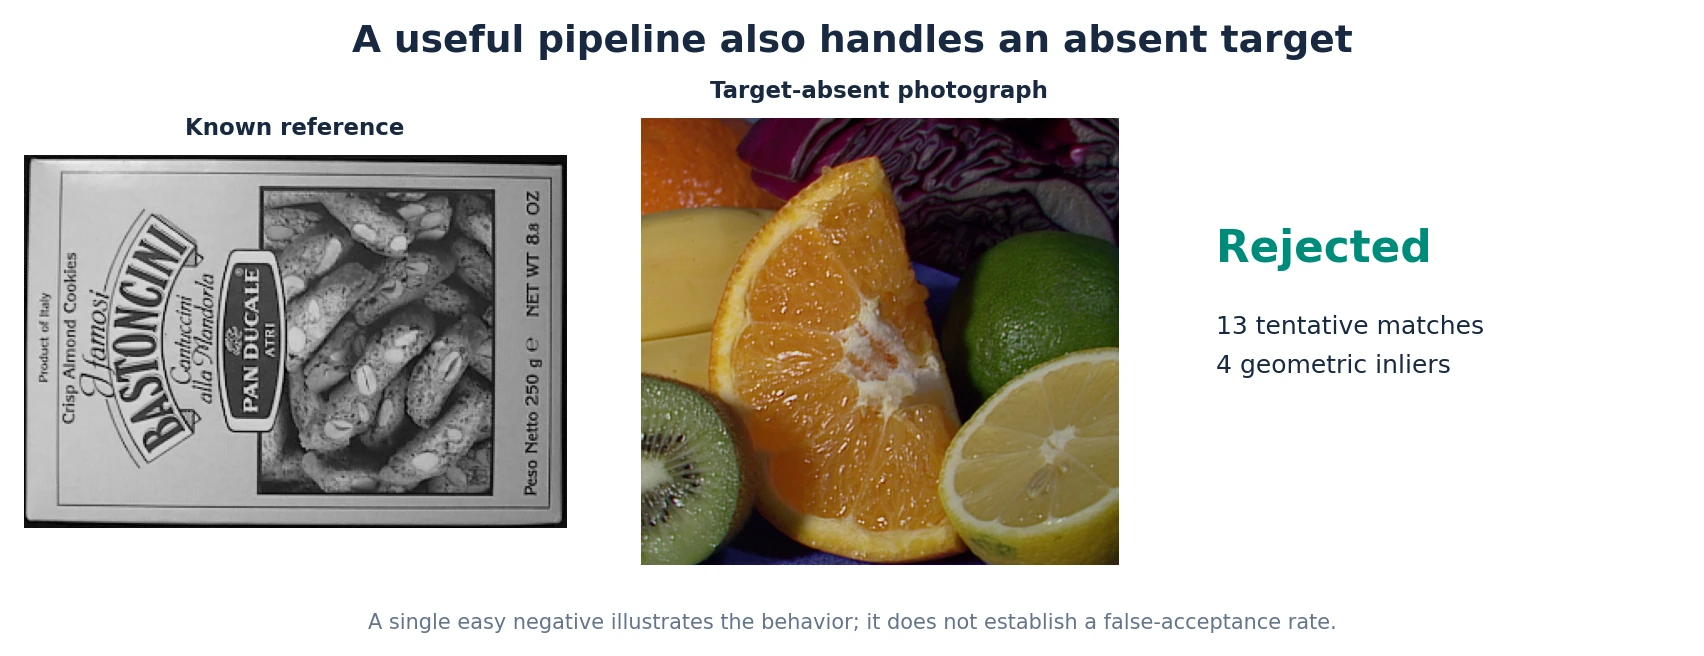 A useful pipeline also handles an absent target
Known reference
Target-absent photograph
Product of Italy
Crisp Almond Cookies
I famosi
BASTONCINI
Cantuccini
alla Mandorla
PAN DUCALE®
ATRI
Peso Netto 250 g ℮ NET WT 8.8 OZ
Rejected
13 tentative matches
4 geometric inliers
A single easy negative illustrates the behavior; it does not establish a false-acceptance rate.